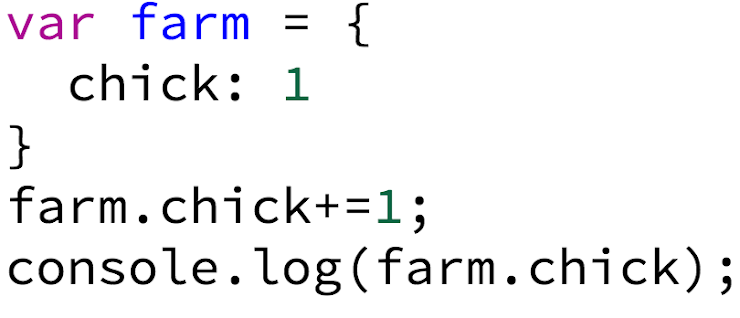 var farm = {
  chick: 1
}
farm.chick+=1;
console.log(farm.chick);